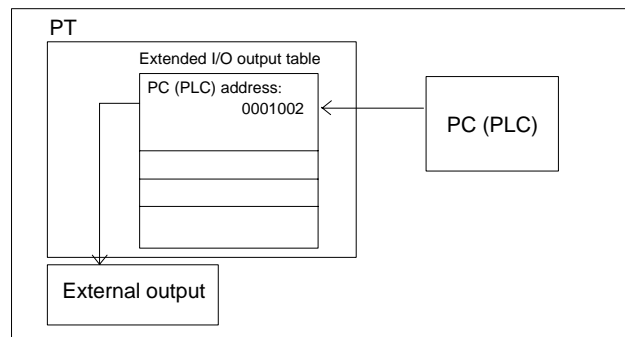 PT
Extended I/O output table
PC (PLC) address:
0001002
PC (PLC)
External output